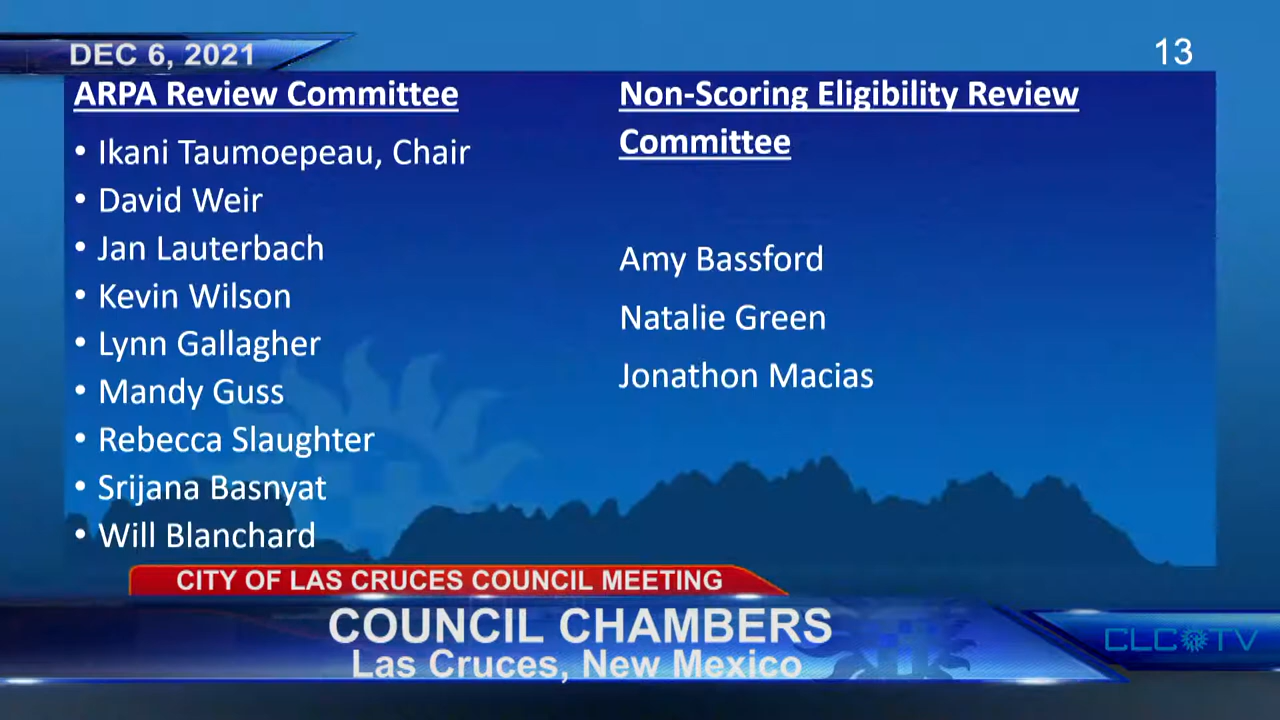 DEC 6, 2021
13
ARPA Review Committee
• Ikani Taumoepeau, Chair
• David Weir
• Jan Lauterbach
• Kevin Wilson
• Lynn Gallagher
• Mandy Guss
• Rebecca Slaughter
• Srijana Basnyat
• Will Blanchard
Non-Scoring Eligibility Review
Committee
Amy Bassford
Natalie Green
Jonathon Macias
CITY OF LAS CRUCES COUNCIL MEETING
COUNCIL CHAMBERS
Las Cruces, New Mexico
CLC TV